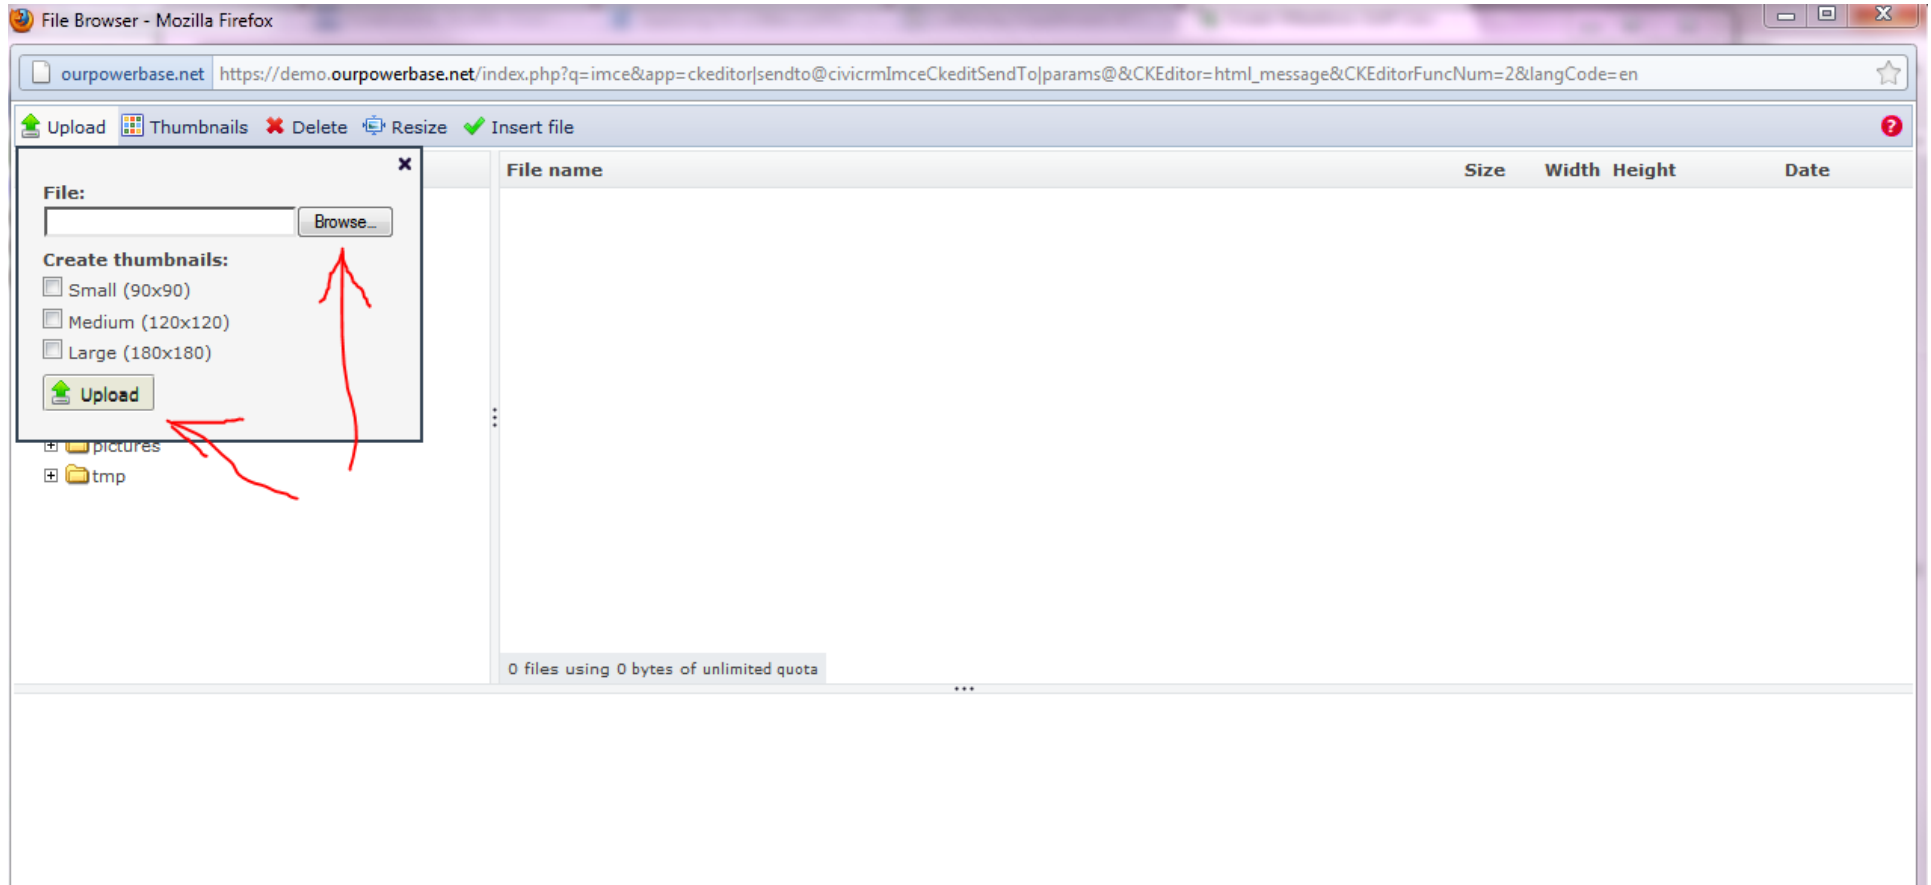 File Browser - Mozilla Firefox
ourpowerbase.net https://demo.ourpowerbase.net/index.php?q=imce&app=ckeditor|sendto@civicrmImceCkeditSendTo|params@&CKEditor=html_message&CKEditorFuncNum=2&langCode=en
Upload Thumbnails Delete Resize Insert file
File:
Browse...
Create thumbnails:
Small (90x90)
Medium (120x120)
Large (180x180)
Upload
pictures
tmp
File name Size Width Height Date
0 files using 0 bytes of unlimited quota